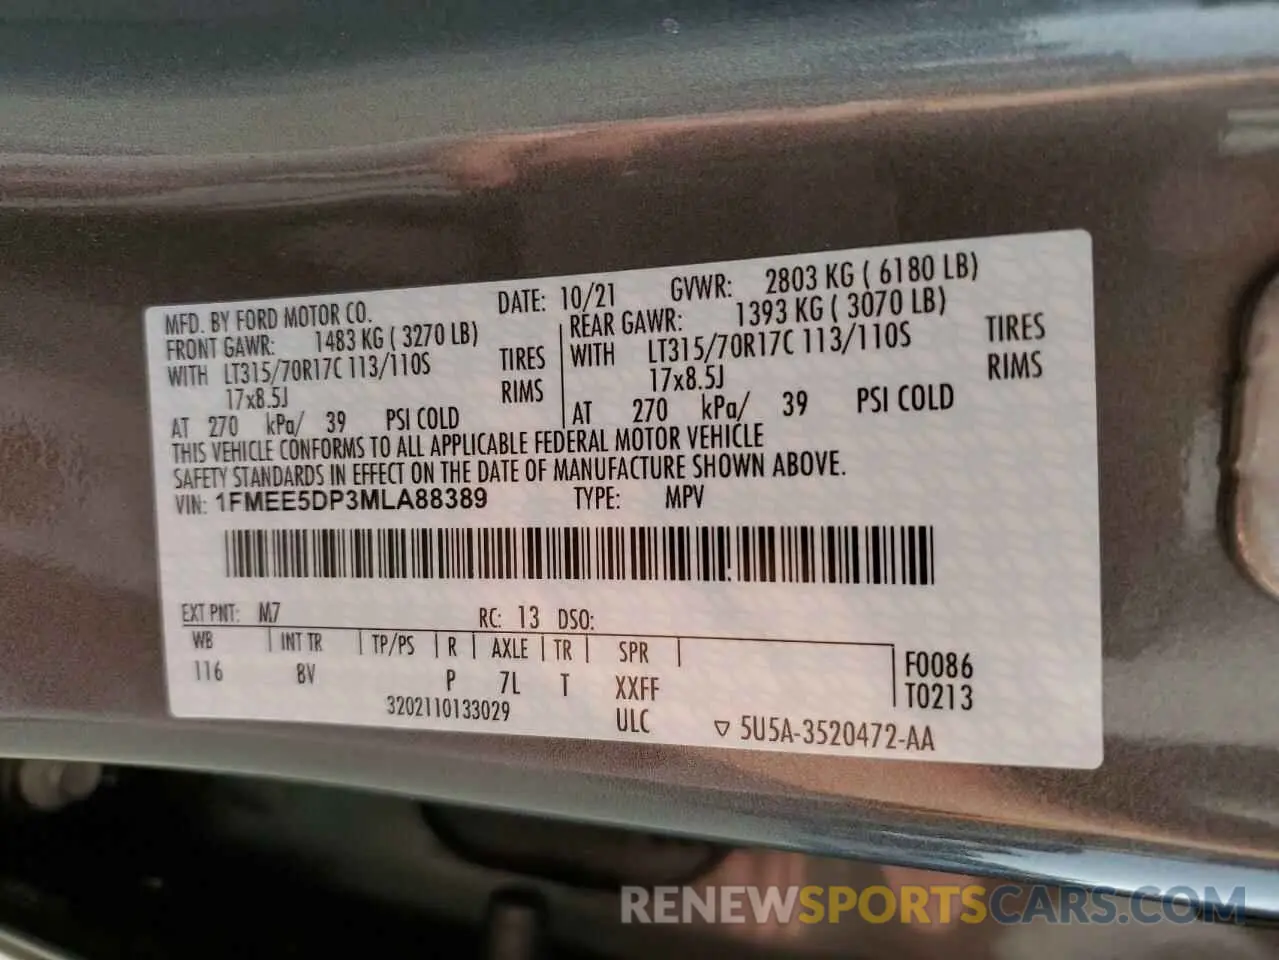 MFD. BY FORD MOTOR CO. DATE: 10/21 GVWR: 2803 KG ( 6180 LB)
FRONT GAWR: 1483 KG ( 3270 LB) REAR GAWR: 1393 KG ( 3070 LB)
WITH LT315/70R17C 113/110S TIRES WITH LT315/70R17C 113/110S TIRES
17x8.5J RIMS 17x8.5J RIMS
AT 270 kPa/ 39 PSI COLD AT 270 kPa/ 39 PSI COLD
THIS VEHICLE CONFORMS TO ALL APPLICABLE FEDERAL MOTOR VEHICLE
SAFETY STANDARDS IN EFFECT ON THE DATE OF MANUFACTURE SHOWN ABOVE.
VIN: 1FMEE5DP3MLA88389 TYPE: MPV
EXT PNT: M7 RC: 13 DSO:
WB INT TR TP/PS R AXLE TR SPR
116 8V P 7L T XXFF
F0086
T0213
3202110133029 ULC ▽ 5U5A-3520472-AA
RENEWSPORTSCARS.COM